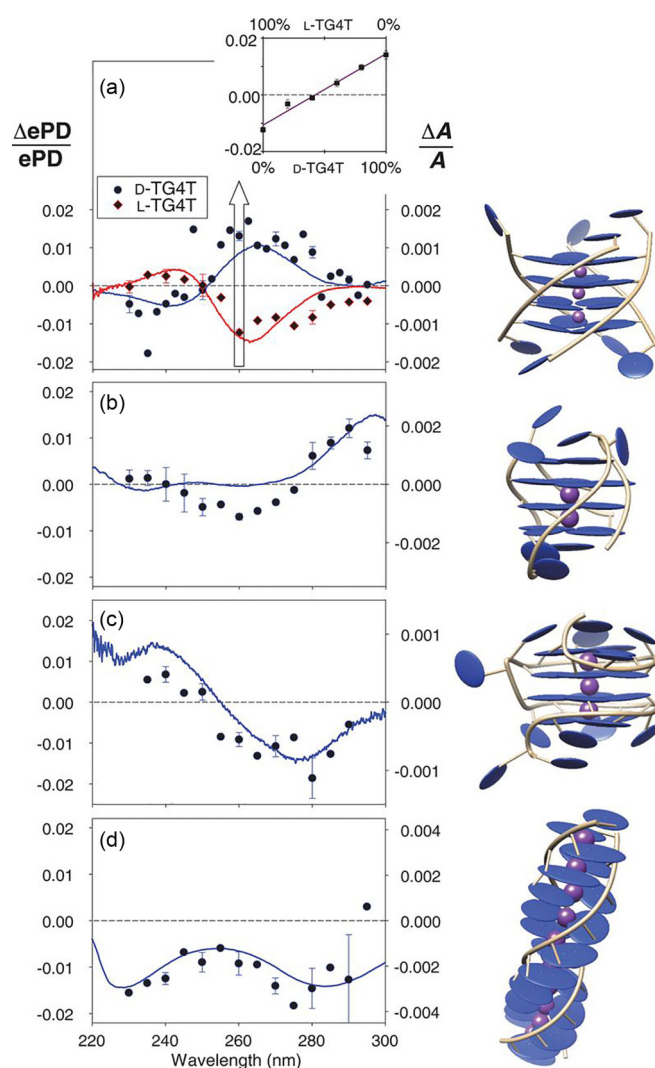 100% L-TG4T 0%
0.02
0.00
-0.02
0% D-TG4T 100%
(a)
ΔePD
ePD
ΔA
A
D-TG4T
L-TG4T
0.02 0.002
0.01 0.001
0.00 0.000
-0.01 -0.001
-0.02 -0.002
(b)
0.02
0.01 0.002
0.00 0.000
-0.01
-0.002
-0.02
(c)
0.02
0.001
0.01
0.00 0.000
-0.01
-0.001
-0.02
(d)
0.02 0.004
0.01 0.002
0.00 0.000
-0.01 -0.002
-0.02 -0.004
220 240 260 280 300
Wavelength (nm)